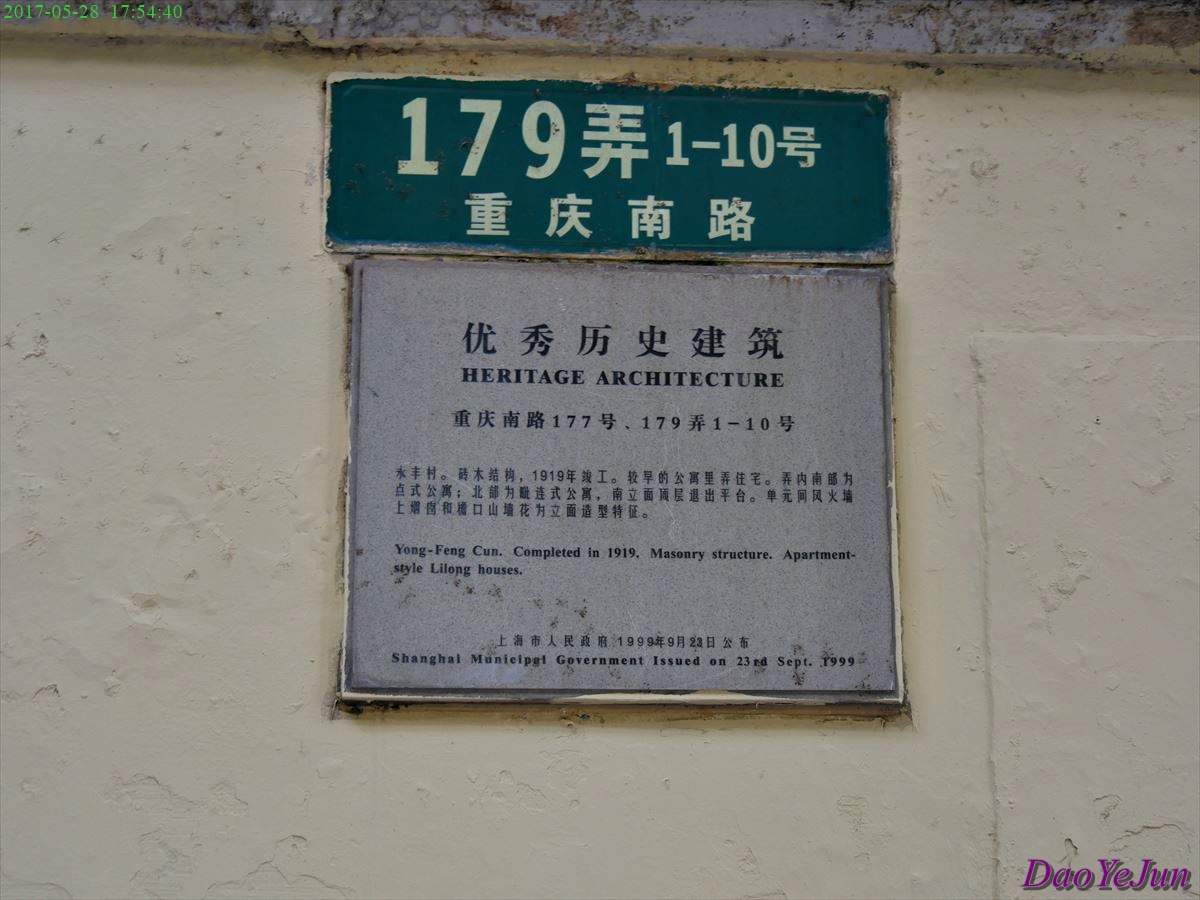 2017-05-28 17:54:40
179弄 1-10号
重庆南路
优秀历史建筑
HERITAGE ARCHITECTURE
重庆南路177号、179弄1-10号
永丰村。砖木结构，1919年竣工。较早的公寓里弄住宅。弄内南部为
点式公寓；北部为毗连式公寓，南立面顶层退出平台。单元间风火墙
上烟囱和檐口山墙花为立面造型特征。
Yong-Feng Cun. Completed in 1919. Masonry structure. Apartment-
style Lilong houses.
上海市人民政府 1999年9月23日公布
Shanghai Municipal Government Issued on 23rd Sept. 1999
DaoYeJun